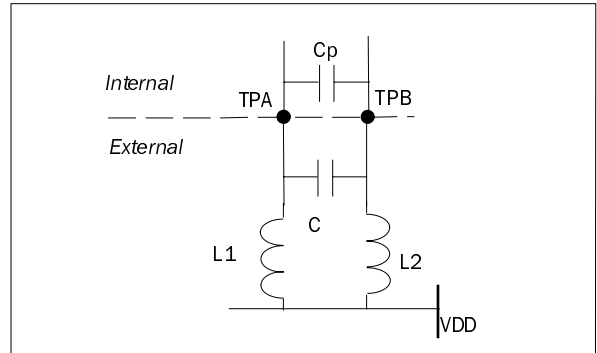 Cp
Internal
TPA
TPB
External
C
L1
L2
VDD